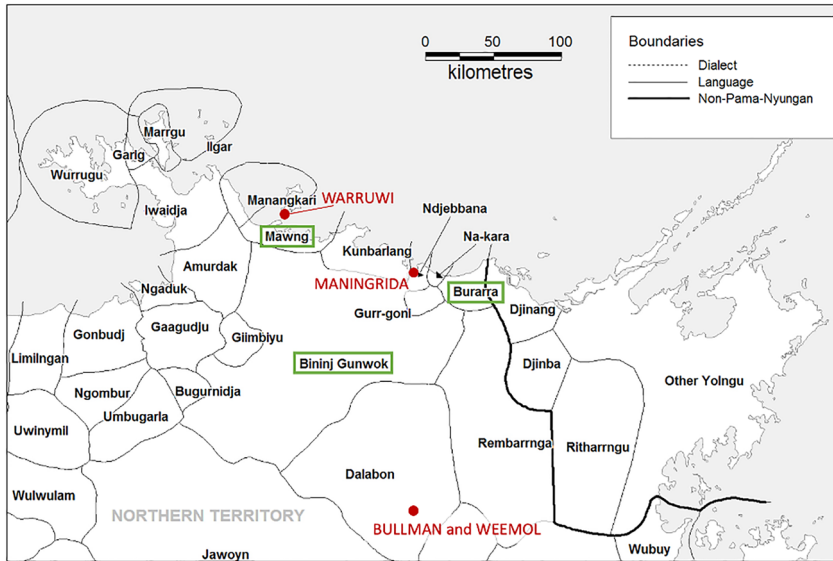 0 50 100
kilometres
Boundaries
Dialect
Language
Non-Pama-Nyungan
Marrgu
Ilgar
Garig
Wurrugu
Manangkari
WARRUWI
Iwaidja
Ndjebbana
Mawng
Na-kara
Kunbarlang
Amurdak
MANINGRIDA
Ngaduk
Burarra
Gurr-goni
Djinang
Gonbudj
Gaagudju
Giimbiyu
Limilngan
Bininj Gunwok
Djinba
Other Yolngu
Ngombur
Bugurnidja
Umbugarla
Uwinymil
Rembarrnga
Ritharrngu
Dalabon
Wulwulam
NORTHERN TERRITORY
BULLMAN and WEEMOL
Jawoyn
Wubuy